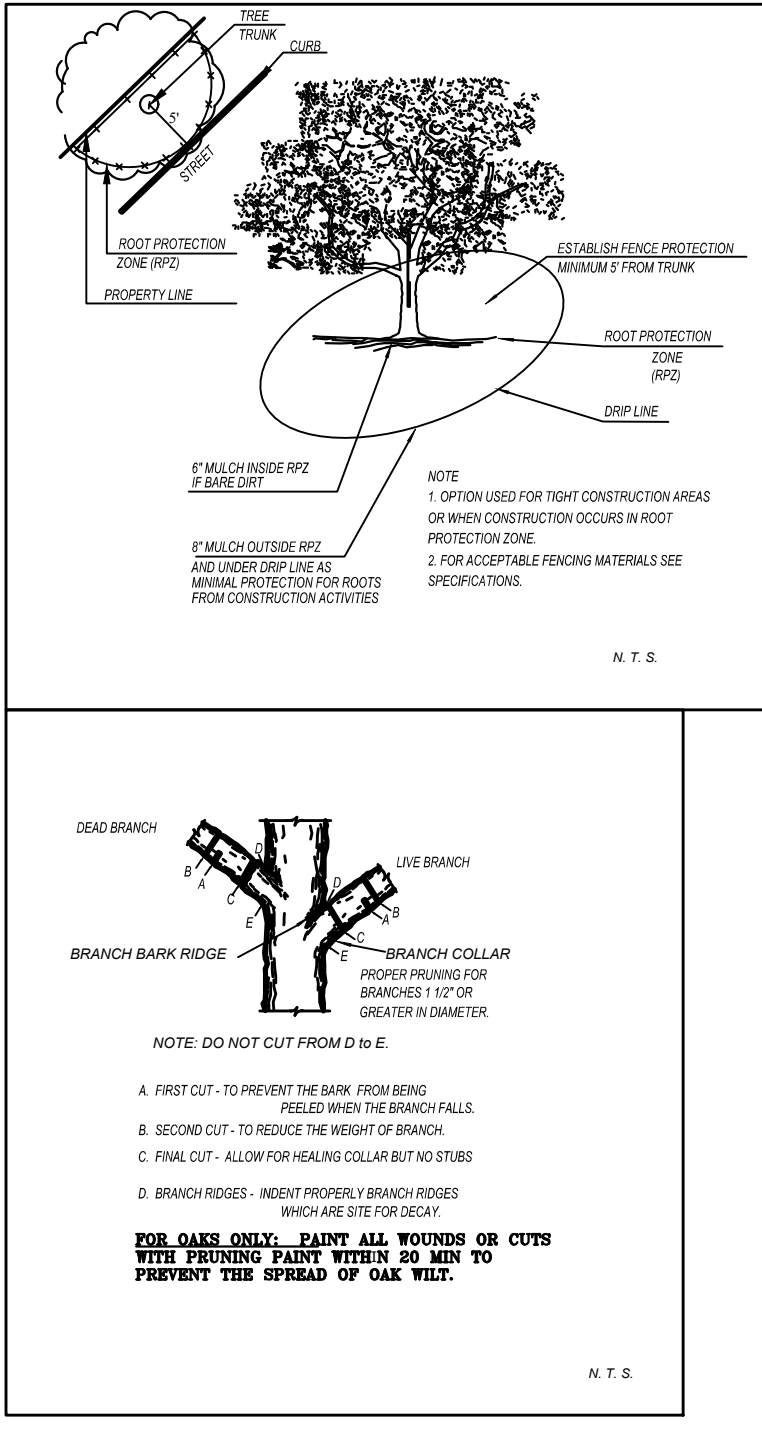 TREE
TRUNK
CURB
5'
STREET
ROOT PROTECTION
ZONE (RPZ)
PROPERTY LINE
ESTABLISH FENCE PROTECTION
MINIMUM 5' FROM TRUNK
ROOT PROTECTION
ZONE
(RPZ)
DRIP LINE
6" MULCH INSIDE RPZ
IF BARE DIRT
8" MULCH OUTSIDE RPZ
AND UNDER DRIP LINE AS
MINIMAL PROTECTION FOR ROOTS
FROM CONSTRUCTION ACTIVITIES
NOTE
1. OPTION USED FOR TIGHT CONSTRUCTION AREAS
OR WHEN CONSTRUCTION OCCURS IN ROOT
PROTECTION ZONE.
2. FOR ACCEPTABLE FENCING MATERIALS SEE
SPECIFICATIONS.
N. T. S.
DEAD BRANCH
B
A
C
D
E
LIVE BRANCH
D
B
A
C
E
BRANCH BARK RIDGE
BRANCH COLLAR
PROPER PRUNING FOR
BRANCHES 1 1/2" OR
GREATER IN DIAMETER.
NOTE: DO NOT CUT FROM D to E.
A. FIRST CUT - TO PREVENT THE BARK FROM BEING
PEELED WHEN THE BRANCH FALLS.
B. SECOND CUT - TO REDUCE THE WEIGHT OF BRANCH.
C. FINAL CUT - ALLOW FOR HEALING COLLAR BUT NO STUBS
D. BRANCH RIDGES - INDENT PROPERLY BRANCH RIDGES
WHICH ARE SITE FOR DECAY.
FOR OAKS ONLY: PAINT ALL WOUNDS OR CUTS
WITH PRUNING PAINT WITHIN 20 MIN TO
PREVENT THE SPREAD OF OAK WILT.
N. T. S.